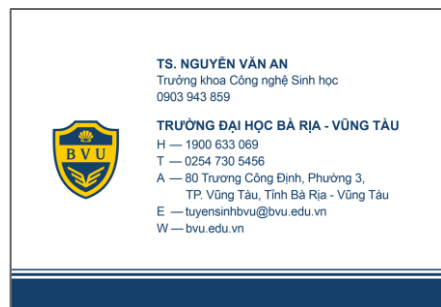 TS. NGUYỄN VĂN AN
Trưởng khoa Công nghệ Sinh học
0903 943 859
BVU
TRƯỜNG ĐẠI HỌC BÀ RỊA - VŨNG TÀU
H — 1900 633 069
T — 0254 730 5456
A — 80 Trương Công Định, Phường 3,
TP. Vũng Tàu, Tỉnh Bà Rịa - Vũng Tàu
E — tuyensinhbvu@bvu.edu.vn
W — bvu.edu.vn